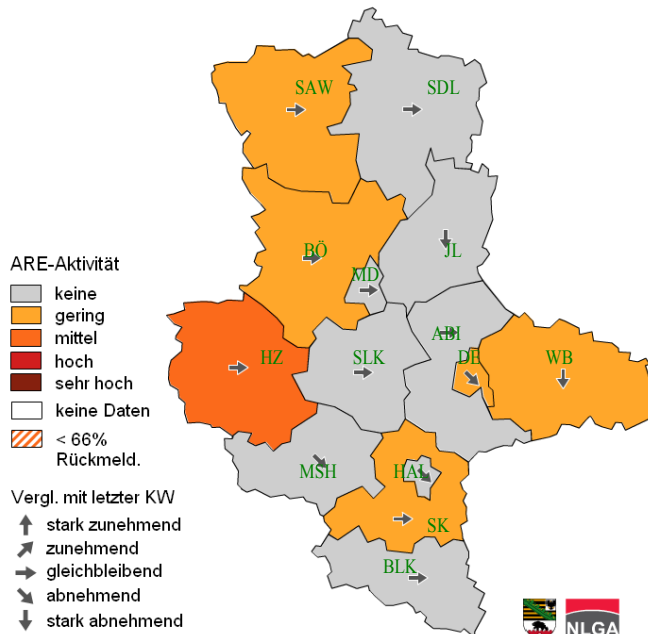 SAW
SDL
BÖ
MD
JL
ARE-Aktivität
keine
gering
mittel
hoch
sehr hoch
keine Daten
< 66%
Rückmeld.
HZ
SLK
ABI
DE
WB
MSH
HAL
SK
BLK
Vergl. mit letzter KW
stark zunehmend
zunehmend
gleichbleibend
abnehmend
stark abnehmend
NLGA